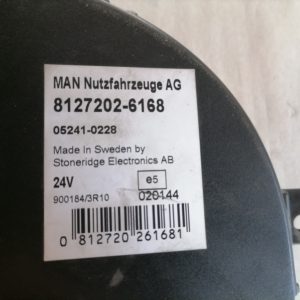 MAN Nutzfahrzeuge AG
8127202-6168
05241-0228
Made In Sweden by
Stoneridge Electronics AB
24V
e5
900184/3R10
020144
0 812720 261681